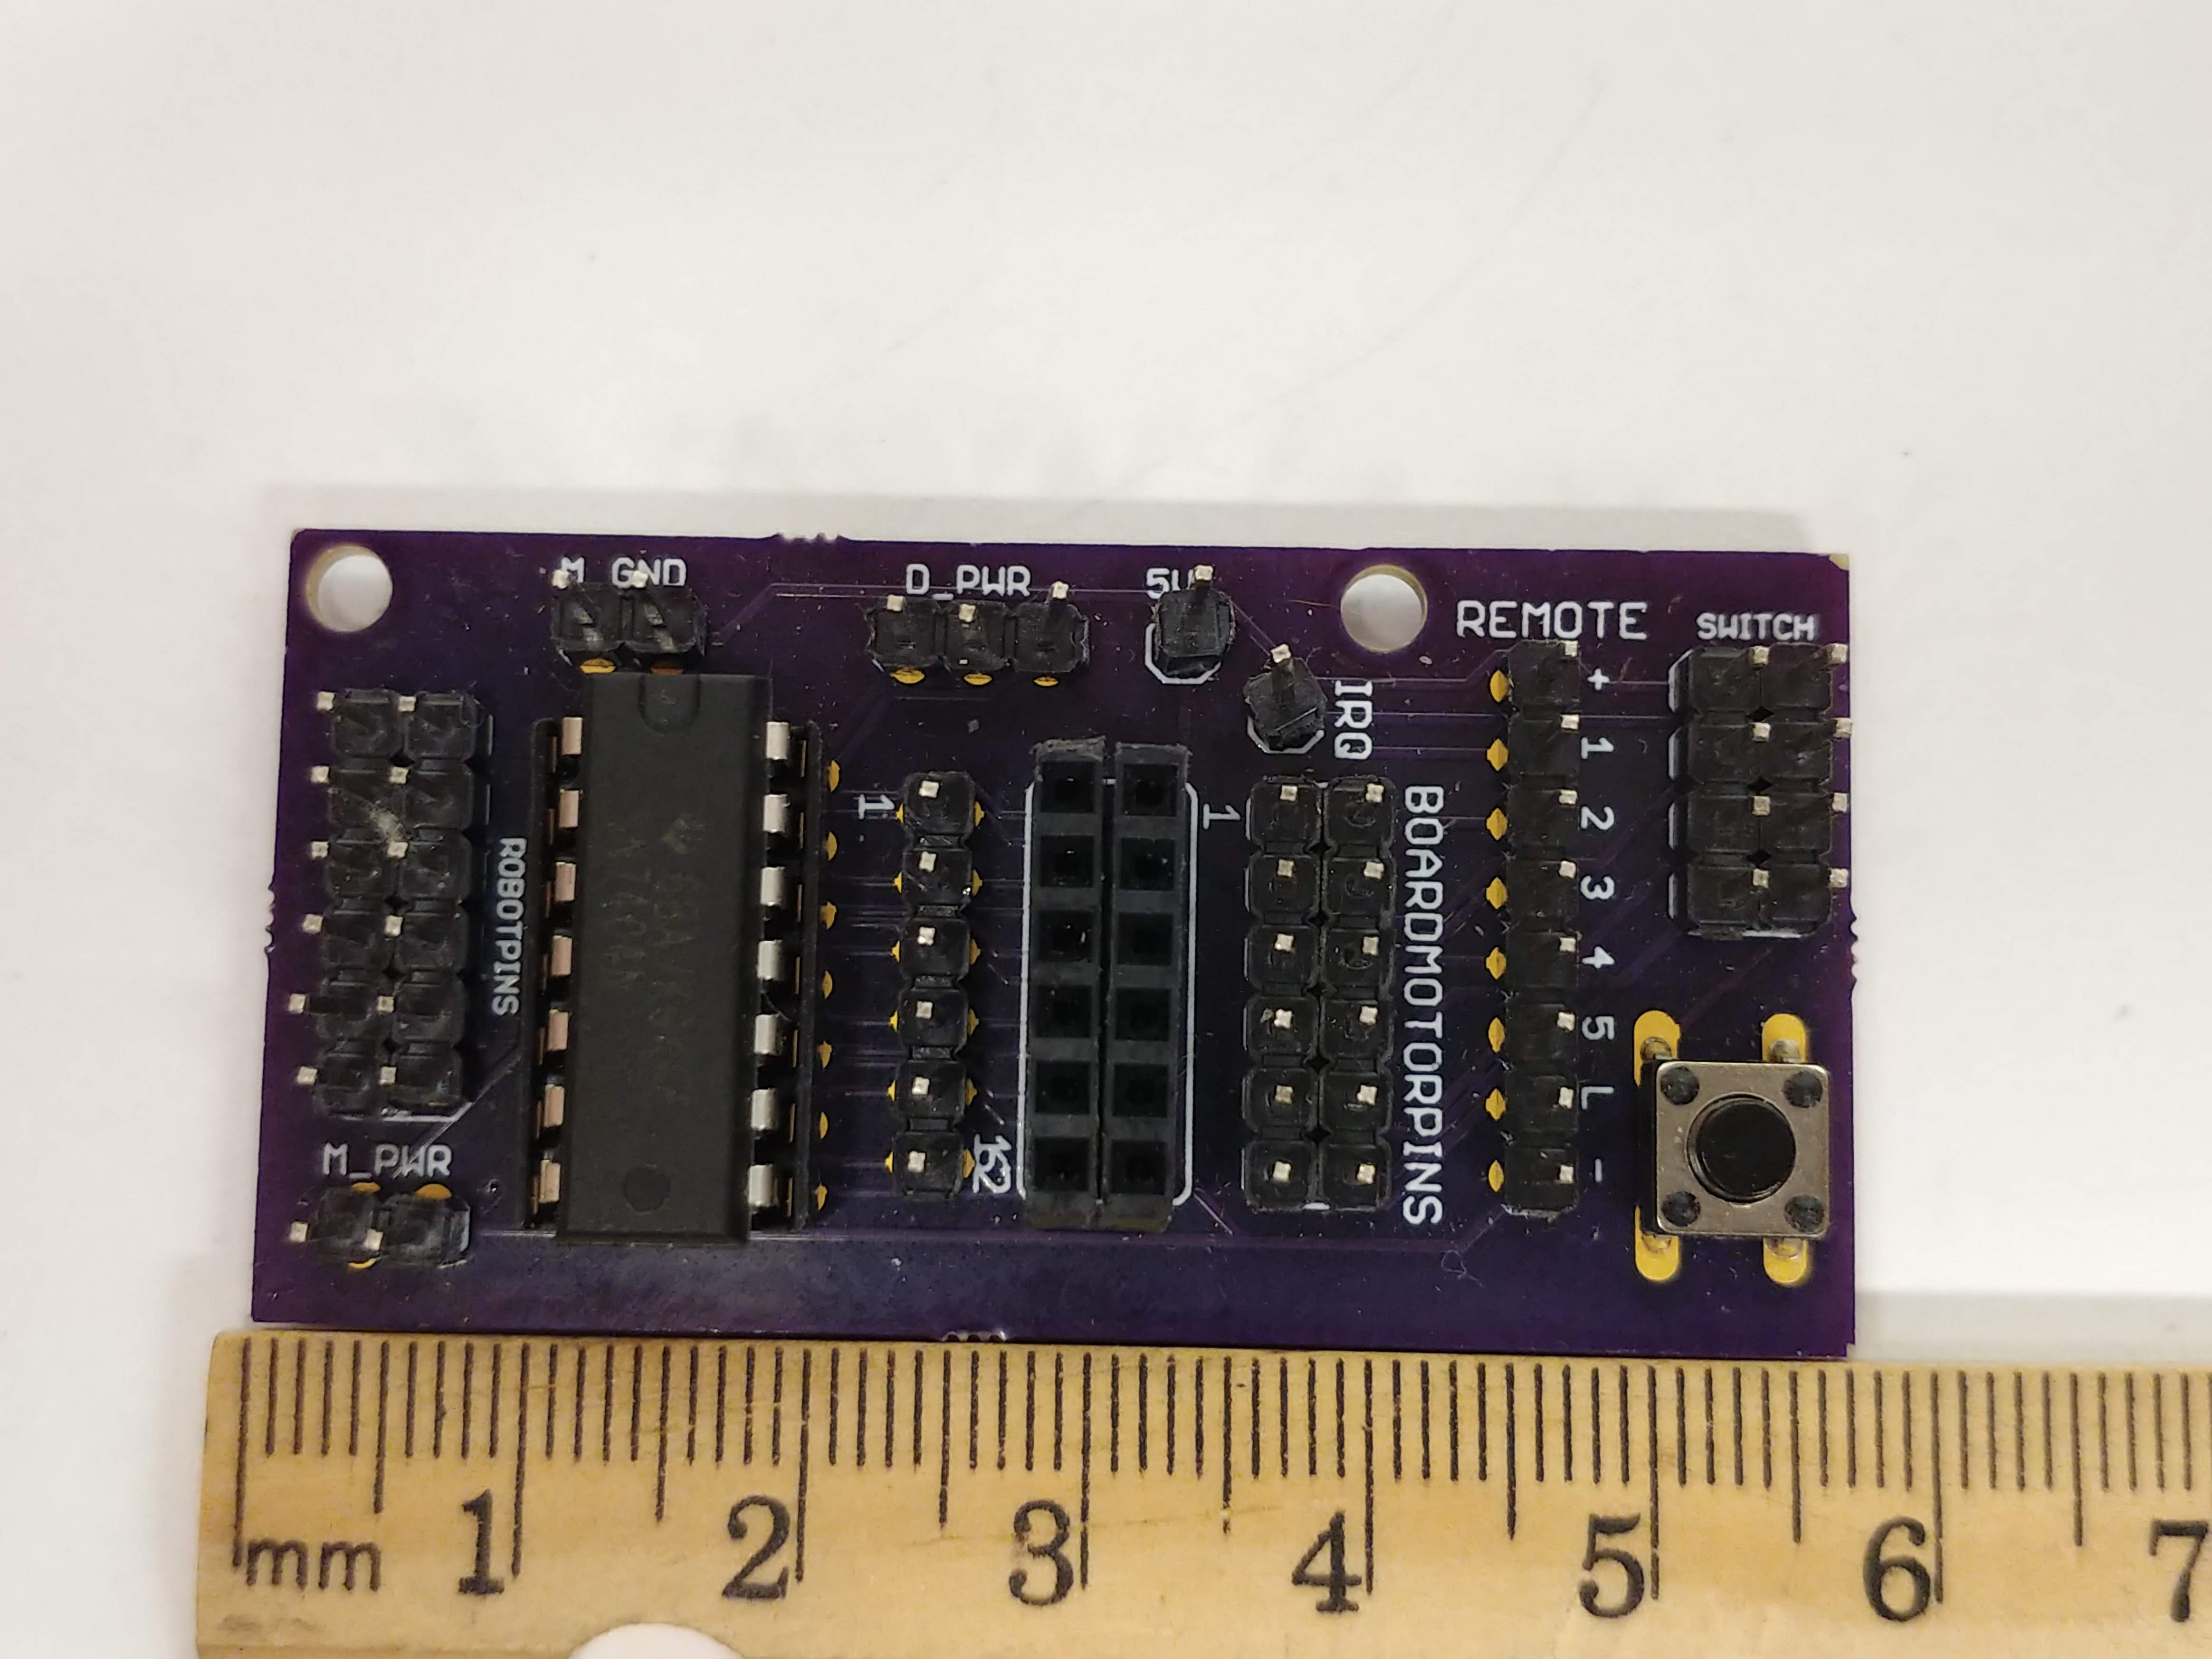 M GND
D_PWR
5V
REMOTE
SWITCH
IRQ
+
1
2
3
4
5
L
-
1
1
BOARDMOTORPINS
ROBOTPINS
M_PWR
12
mm 1 2 3 4 5 6 7